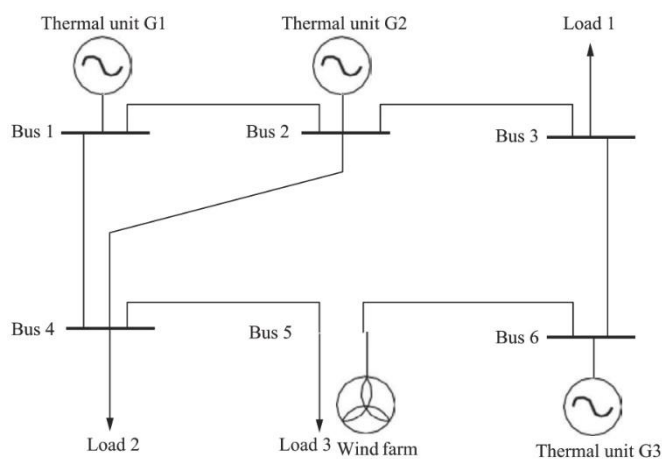 Thermal unit G1
Thermal unit G2
Load 1
Bus 1
Bus 2
Bus 3
Bus 4
Bus 5
Bus 6
Load 2
Load 3
Wind farm
Thermal unit G3